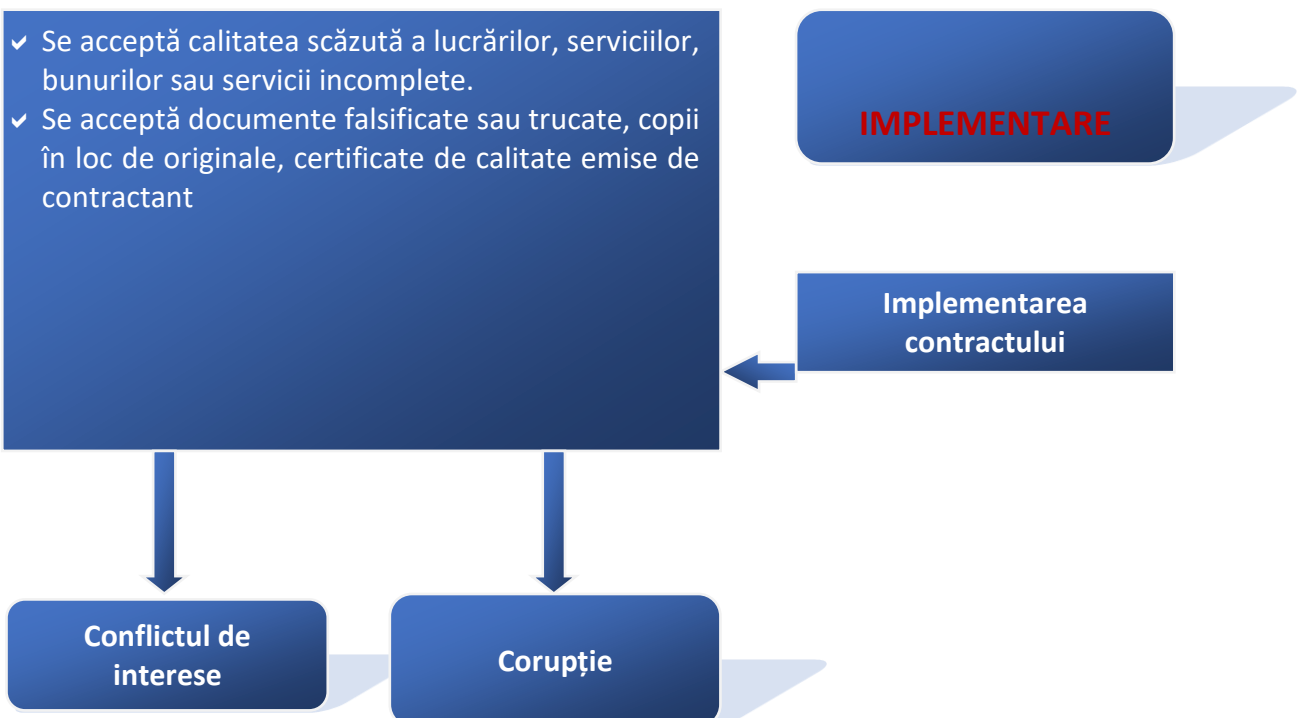 Se acceptă calitatea scăzută a lucrărilor, serviciilor,
bunurilor sau servicii incomplete.
Se acceptă documente falsificate sau trucate, copii
în loc de originale, certificate de calitate emise de
contractant
IMPLEMENTARE
Implementarea
contractului
Conflictul de
interese
Corupție